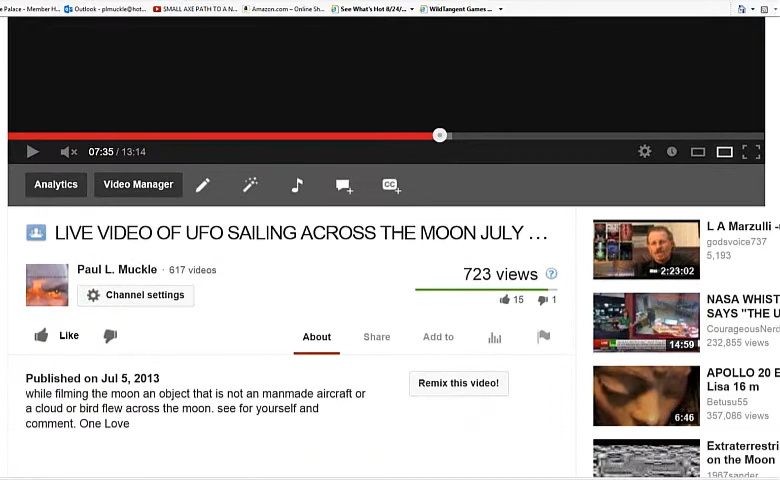 e Palace - Member H... Outlook - plmuckle@hot... SMALL AXE PATH TO A N... Amazon.com – Online Sh... See What's Hot 8/24/... WildTangent Games ...
07:35 / 13:14
Analytics Video Manager CC
LIVE VIDEO OF UFO SAILING ACROSS THE MOON JULY ...
Paul L. Muckle · 617 videos
Channel settings
723 views ?
15 1
Like
About Share Add to
Published on Jul 5, 2013
while filming the moon an object that is not an manmade aircraft or
a cloud or bird flew across the moon. see for yourself and
comment. One Love
Remix this video!
L A Marzulli -
godsvoice737
5,193
2:23:02
NASA WHIST
SAYS "THE U
CourageousNerd
232,855 views
14:59
APOLLO 20 E
Lisa 16 m
Betusu55
357,086 views
6:46
Extraterrestri
on the Moon
1967sander